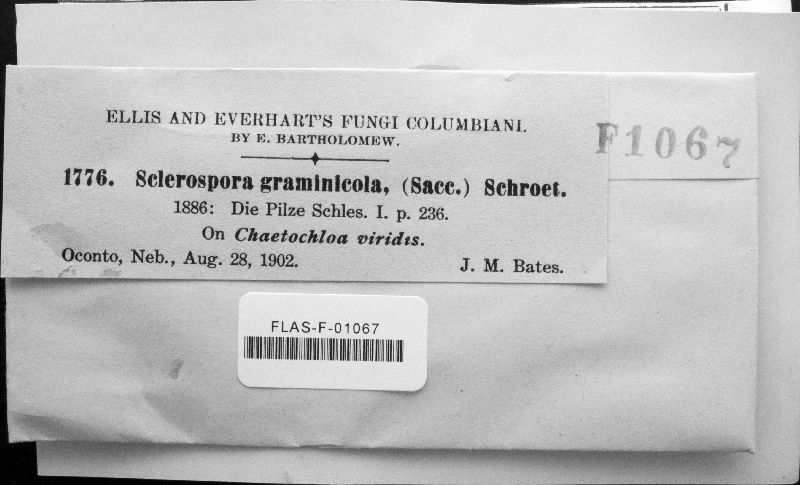 ELLIS AND EVERHART'S FUNGI COLUMBIANI.
BY E. BARTHOLOMEW.
F1067
1776. Sclerospora graminicola, (Sacc.) Schroet.
1886: Die Pilze Schles. I. p. 236.
On Chaetochloa viridis.
Oconto, Neb., Aug. 28, 1902. J. M. Bates.
FLAS-F-01067